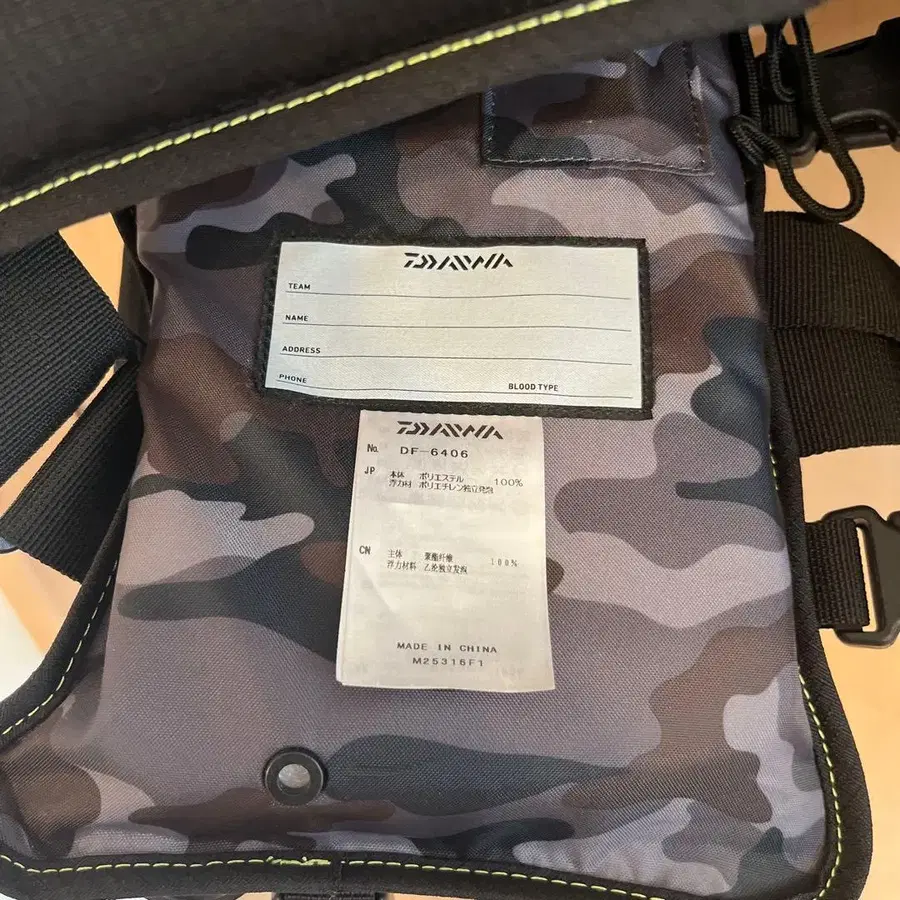 DAIWA
TEAM
NAME
ADDRESS
PHONE BLOOD TYPE
DAIWA
No. DF-6406
JP 本体 ポリエステル 100%
浮力材 ポリエチレン独立発泡
CN 主体 聚酯纤维 100%
浮力材料 乙纶独立发泡
MADE IN CHINA
M25316F1